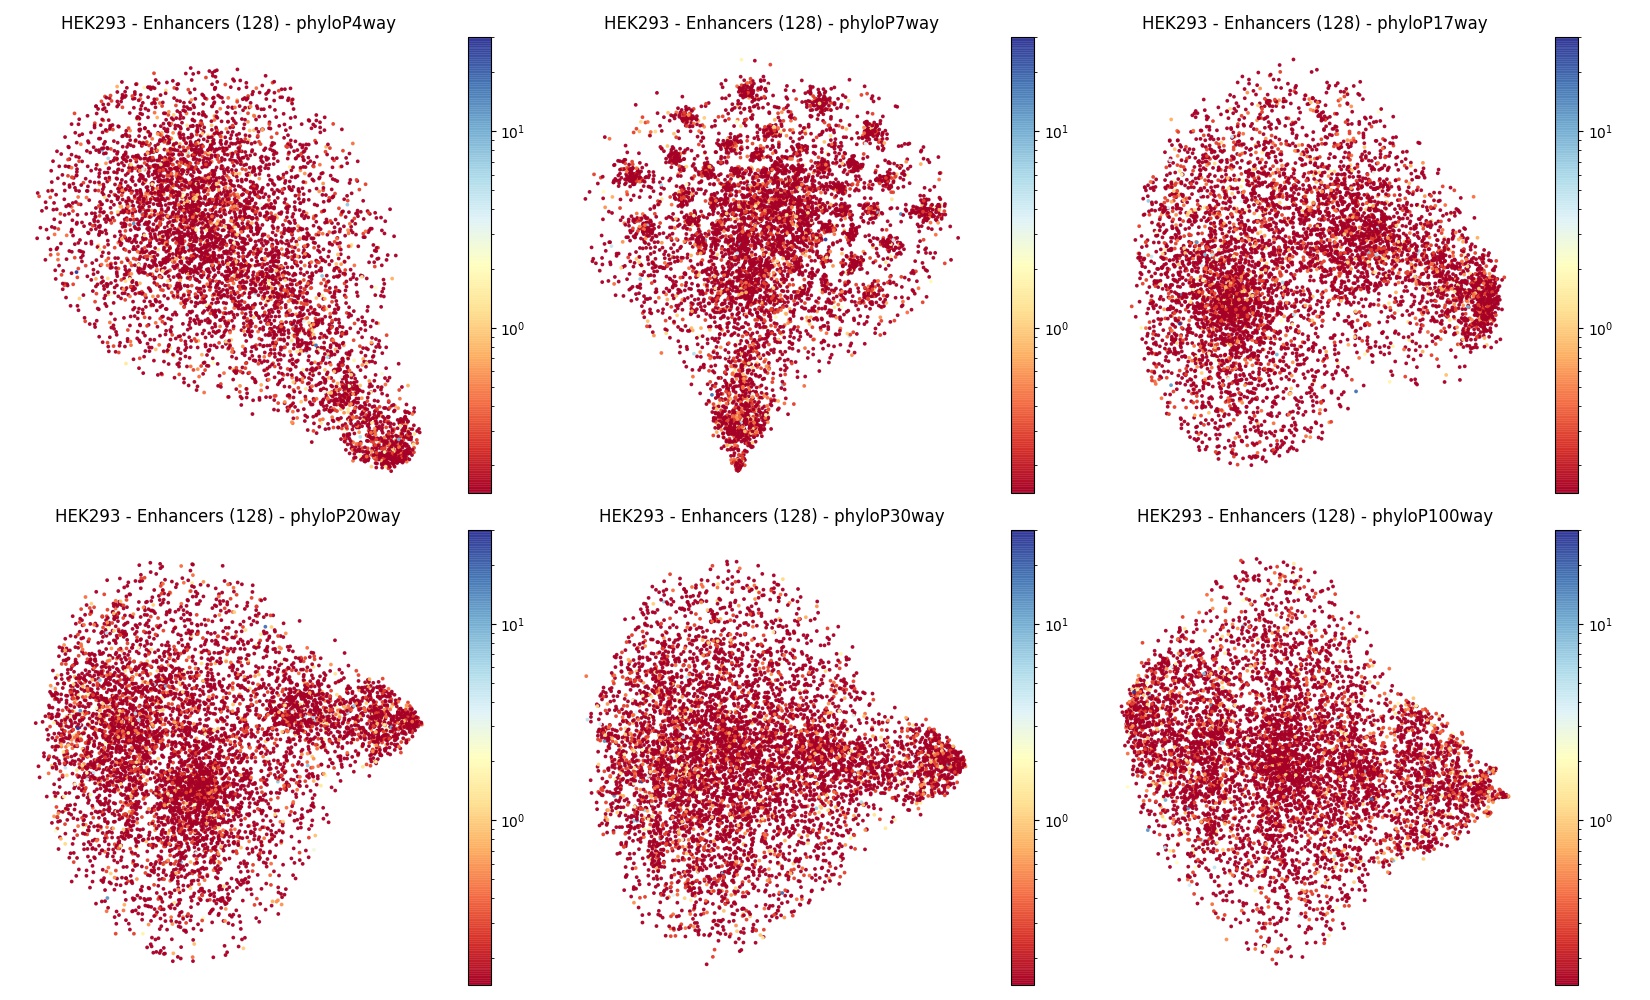 HEK293 - Enhancers (128) - phyloP4way
HEK293 - Enhancers (128) - phyloP7way
HEK293 - Enhancers (128) - phyloP17way
10¹
10⁰
10¹
10⁰
10¹
10⁰
HEK293 - Enhancers (128) - phyloP20way
HEK293 - Enhancers (128) - phyloP30way
HEK293 - Enhancers (128) - phyloP100way
10¹
10⁰
10¹
10⁰
10¹
10⁰